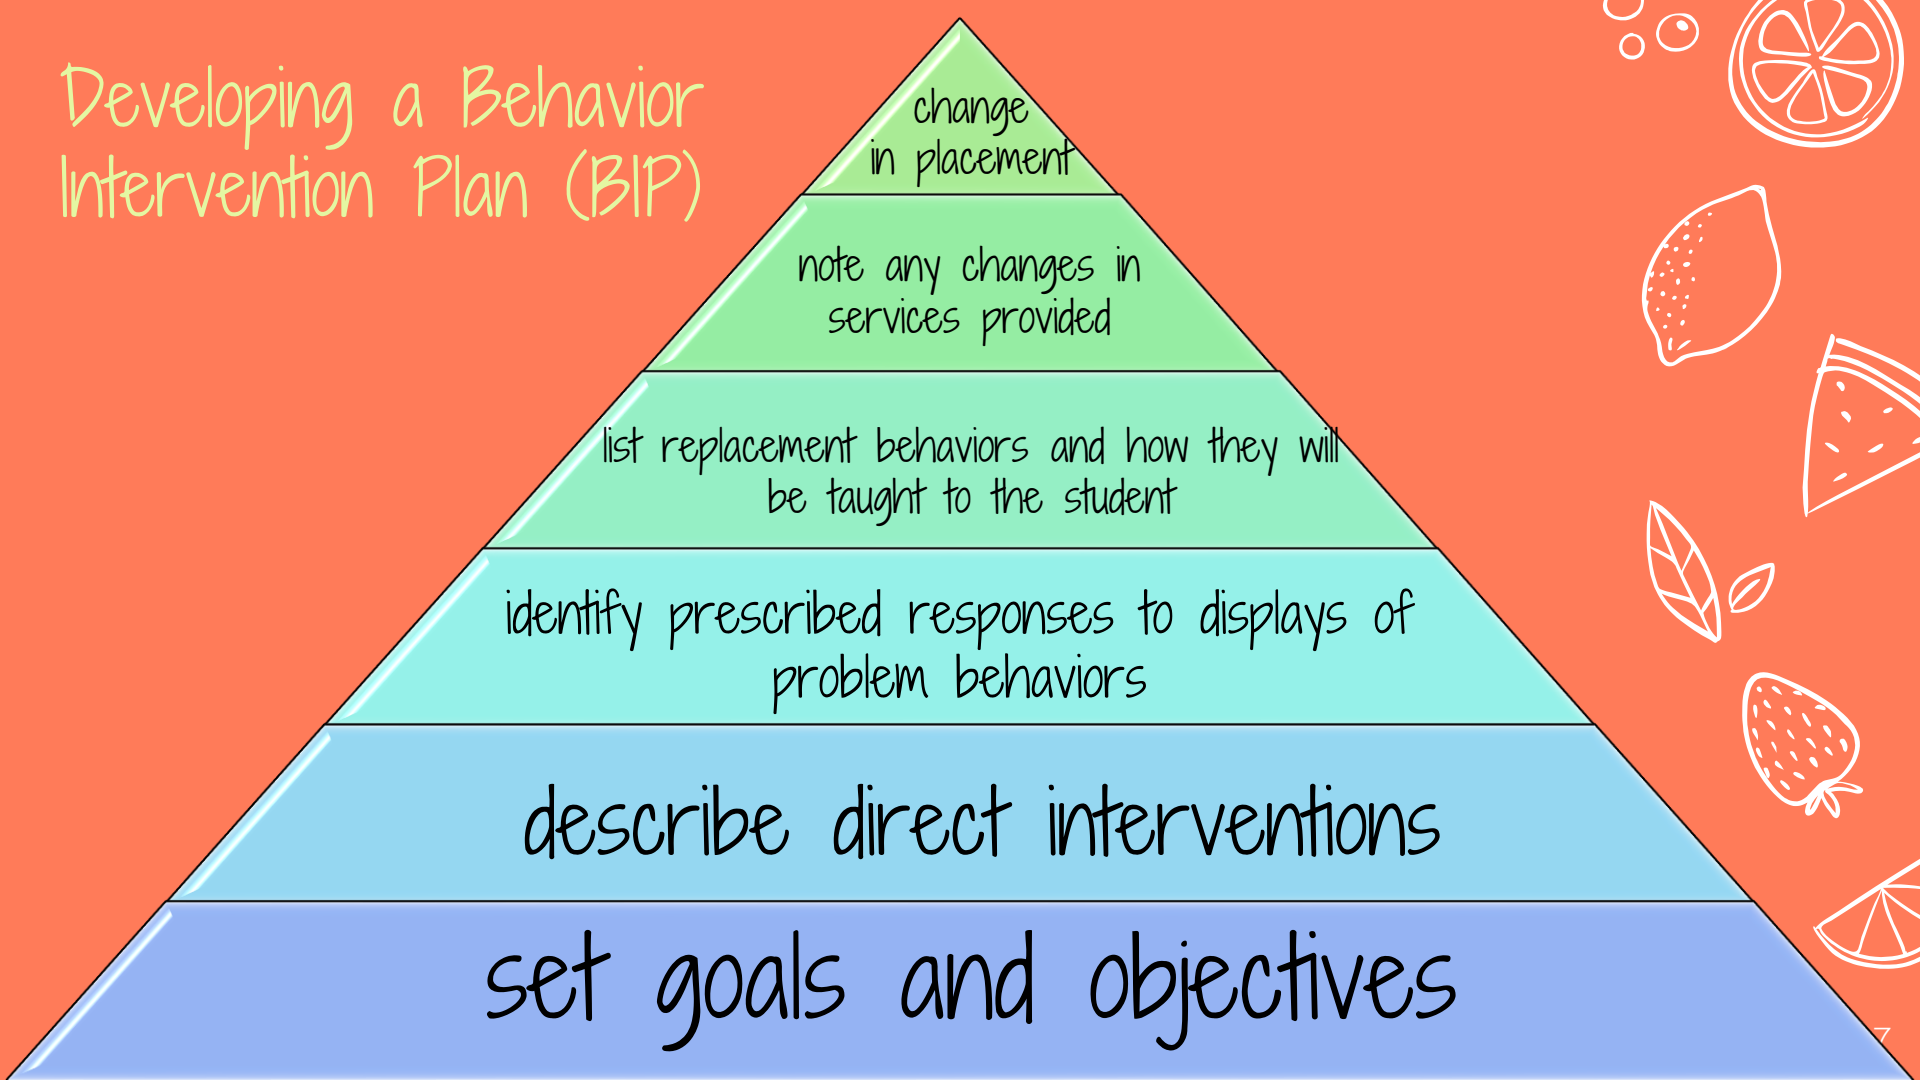 Developing a Behavior
Intervention Plan (BIP)
change
in placement
note any changes in
services provided
list replacement behaviors and how they will
be taught to the student
identify prescribed responses to displays of
problem behaviors
describe direct interventions
set goals and objectives
7